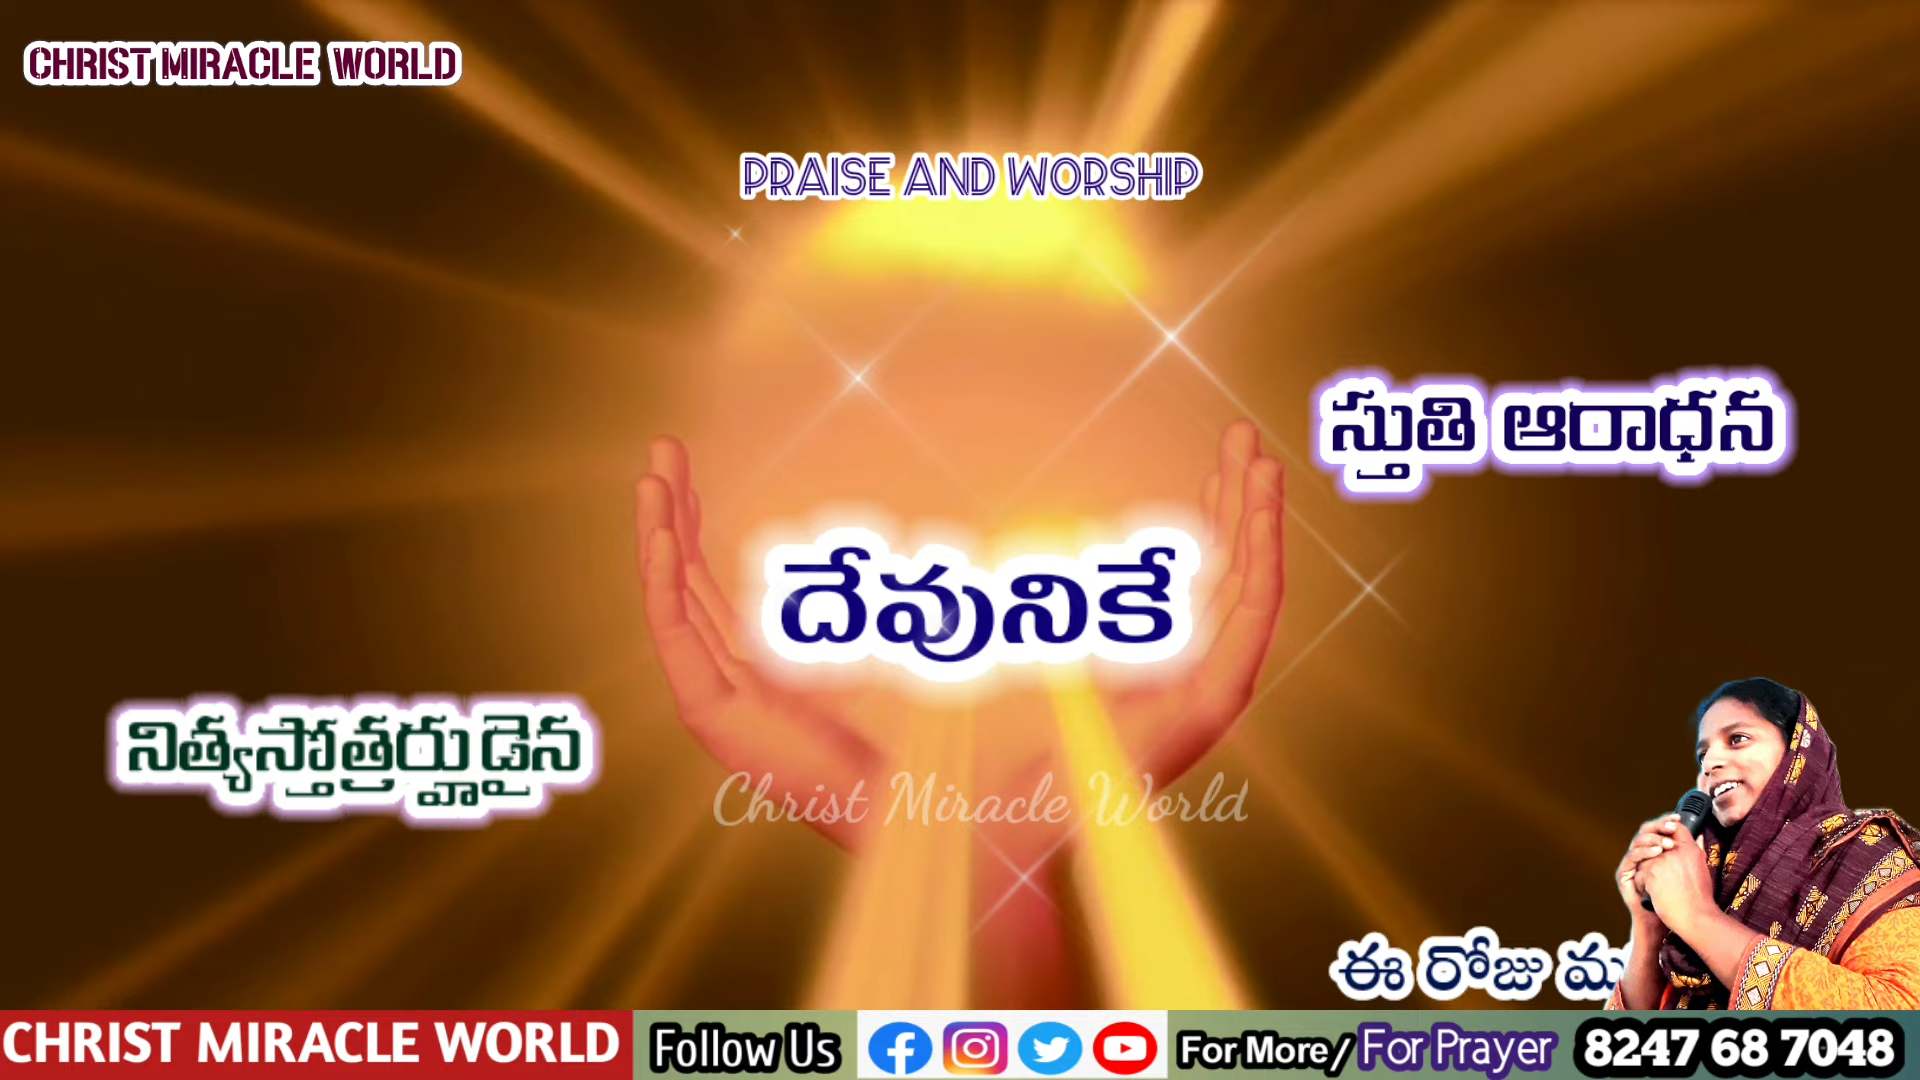 CHRIST MIRACLE WORLD
PRAISE AND WORSHIP
స్తుతి ఆరాధన
దేవునికే
నిత్యస్తోత్రర్హుడైన
Christ Miracle World
ఈ రోజు
CHRIST MIRACLE WORLD Follow Us For More/ For Prayer 8247 68 7048